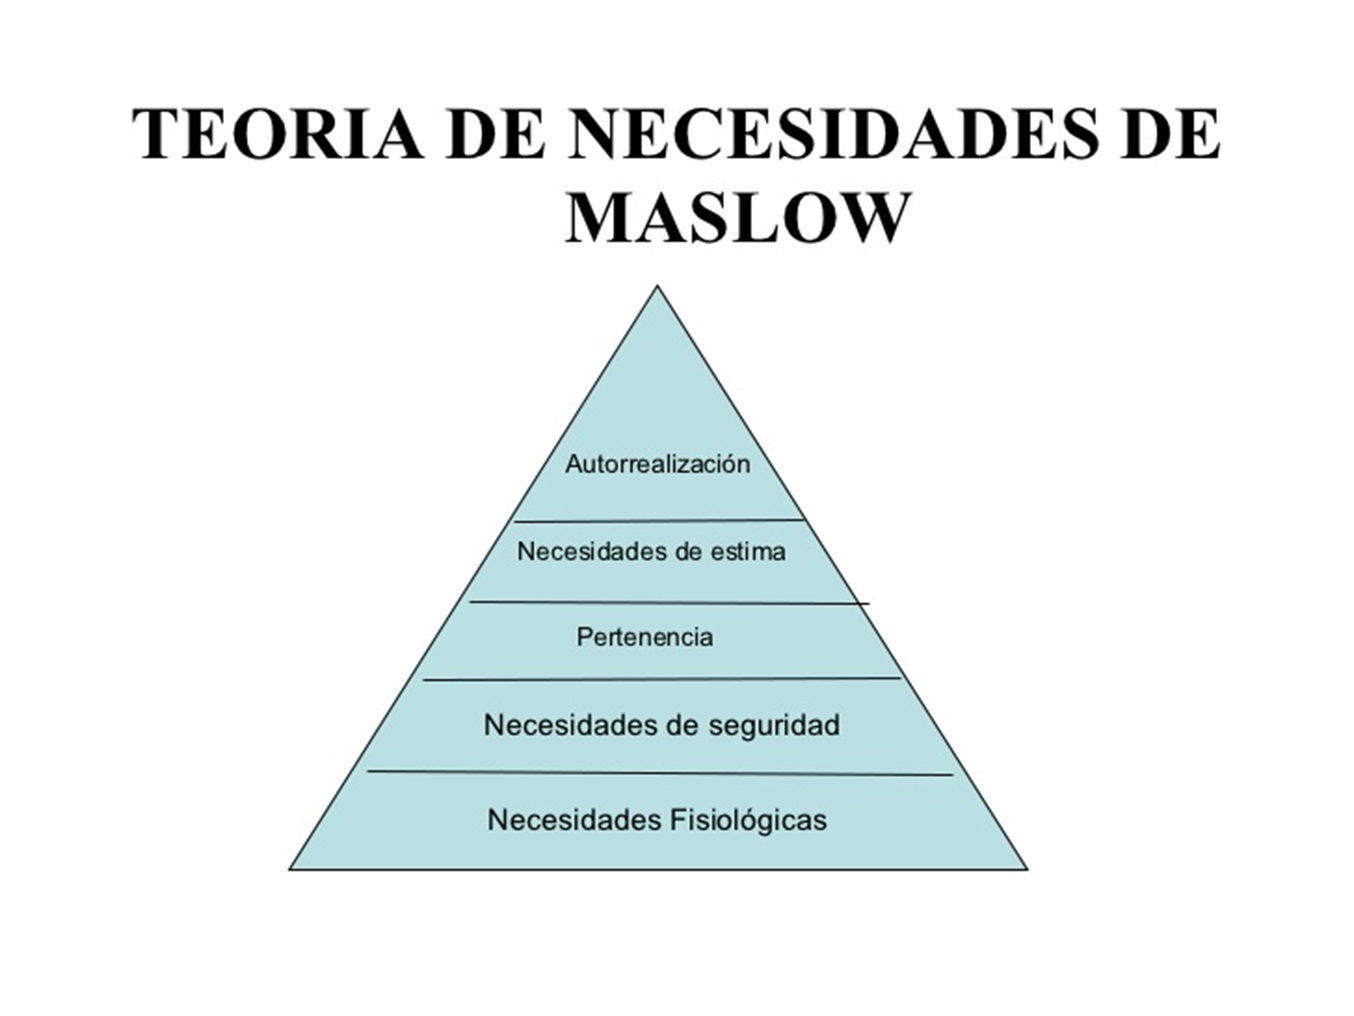 TEORIA DE NECESIDADES DE
MASLOW
Autorrealización
Necesidades de estima
Pertenencia
Necesidades de seguridad
Necesidades Fisiológicas